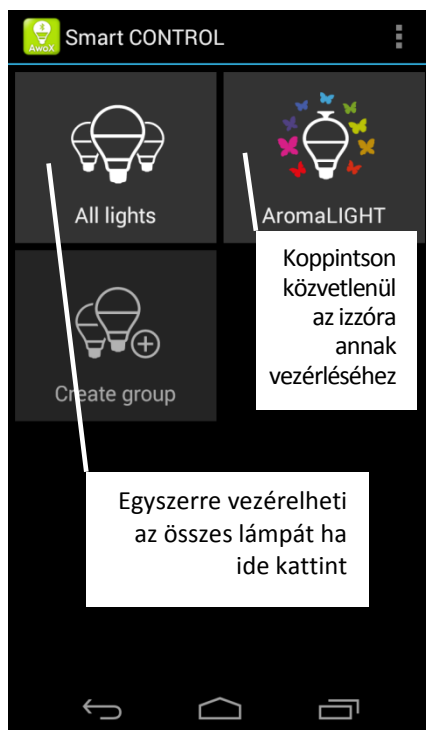 AwoX
Smart CONTROL
All lights
AromaLIGHT
Koppintson
közvetlenül
az izzóra
annak
vezérléséhez
Create group
Egyszerre vezérelheti
az összes lámpát ha
ide kattint